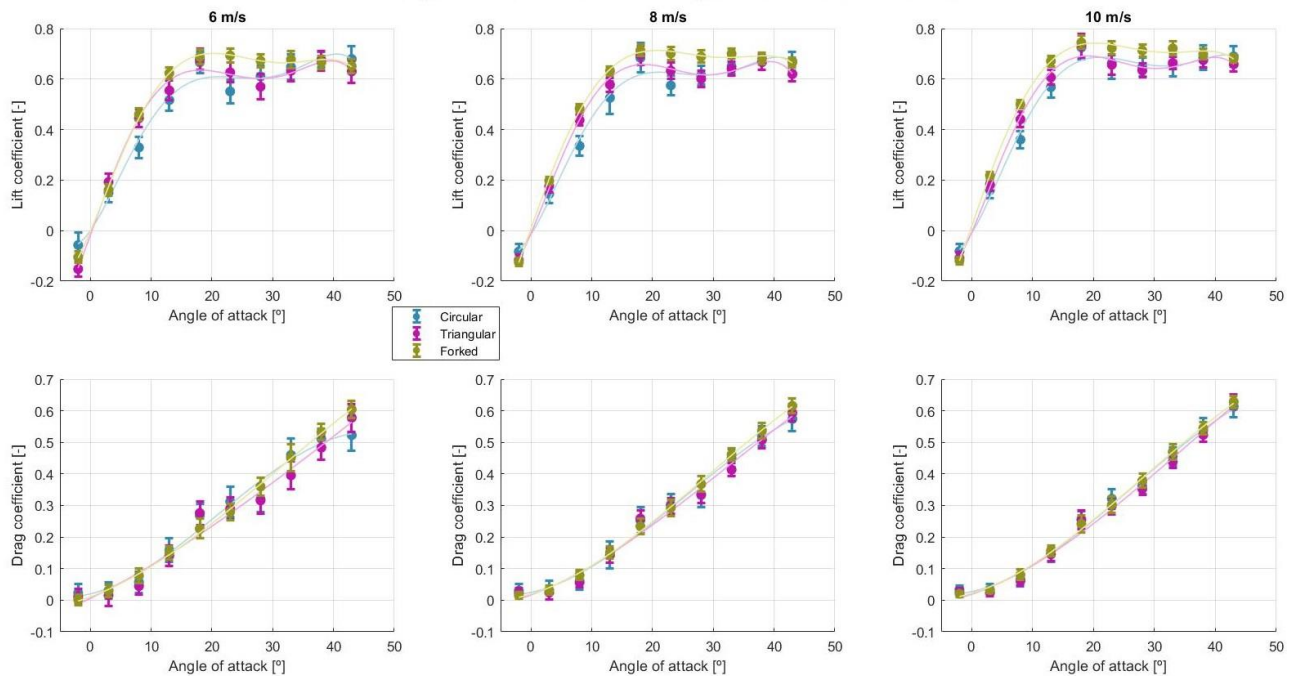 6 m/s
8 m/s
10 m/s
0.8
0.6
0.4
0.2
0
-0.2
Lift coefficient [-]
0 10 20 30 40 50
Angle of attack [º]
0.8
0.6
0.4
0.2
0
-0.2
Lift coefficient [-]
0 10 20 30 40 50
Angle of attack [º]
0.8
0.6
0.4
0.2
0
-0.2
Lift coefficient [-]
0 10 20 30 40 50
Angle of attack [º]
Circular
Triangular
Forked
0.7
0.6
0.5
0.4
0.3
0.2
0.1
0
-0.1
Drag coefficient [-]
0 10 20 30 40 50
Angle of attack [º]
0.7
0.6
0.5
0.4
0.3
0.2
0.1
0
-0.1
Drag coefficient [-]
0 10 20 30 40 50
Angle of attack [º]
0.7
0.6
0.5
0.4
0.3
0.2
0.1
0
-0.1
Drag coefficient [-]
0 10 20 30 40 50
Angle of attack [º]